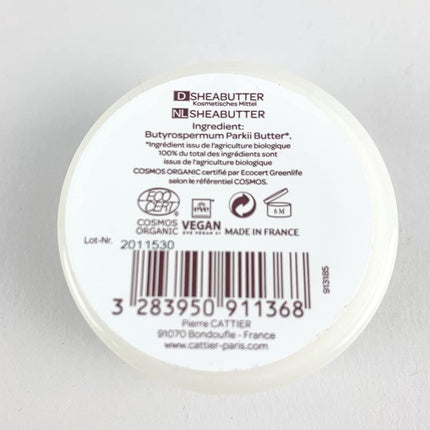 D SHEABUTTER
Kosmetisches Mittel
NL SHEABUTTER
Ingredient:
Butyrospermum Parkii Butter*.
*Ingrédient issu de l'agriculture biologique
100% du total des ingrédients sont
issus de l'agriculture biologique
COSMOS ORGANIC certifié par Ecocert Greenlife
selon le référentiel COSMOS.
ECO
CERT
COSMOS
ORGANIC
eve
VEGAN
EVE VEGAN
6 M
MADE IN FRANCE
Lot-Nr. 2011530
913185
3 283950 911368
Pierre CATTIER
91070 Bondoufle - France
www.cattier-paris.com